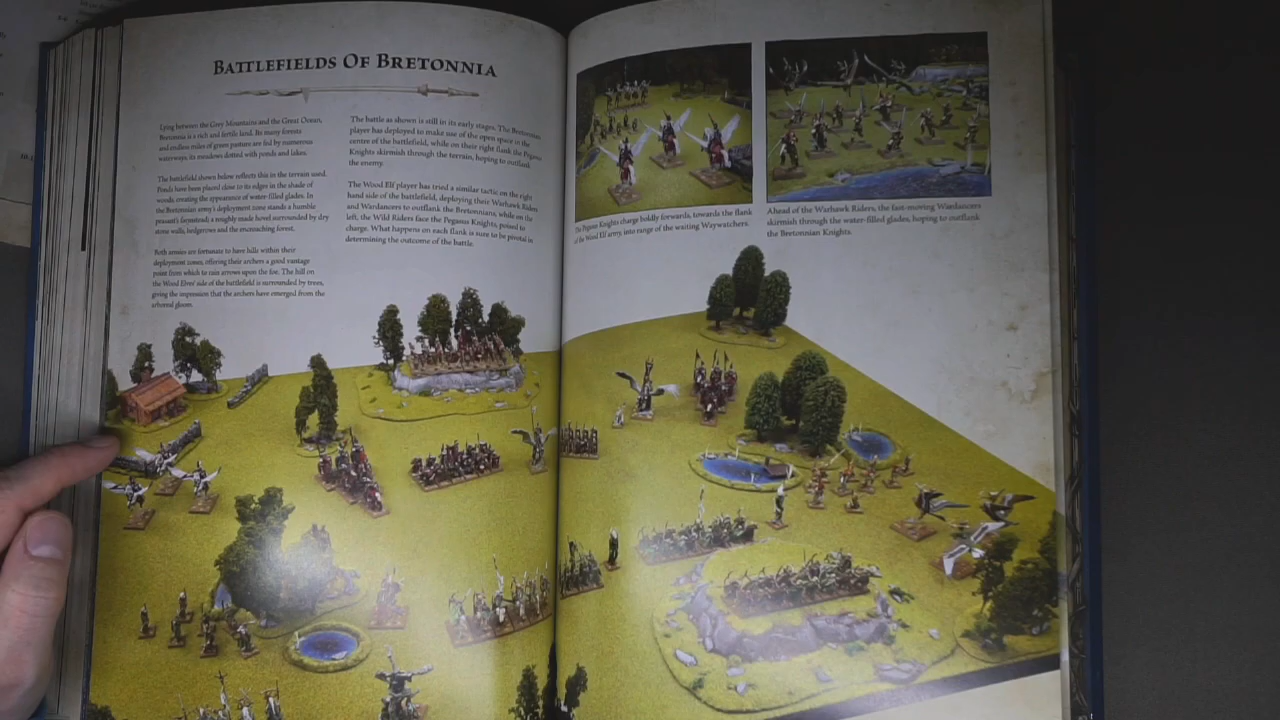 BATTLEFIELDS OF BRETONNIA
Lying between the Grey Mountains and the Great Ocean,
Bretonnia is a rich and fertile land. Its many forests
and endless miles of green pasture are fed by numerous
waterways, its meadows dotted with ponds and lakes.
The battlefield shown below reflects this in the terrain used.
Ponds have been placed close to its edges in the shade of
woods, creating the appearance of water-filled glades. In
the Bretonnian army's deployment zone stands a humble
peasant's farmstead; a roughly made hovel surrounded by dry
stone walls, hedgerows and the encroaching forest.
Both armies are fortunate to have hills within their
deployment zones, offering their archers a good vantage
point from which to rain arrows upon the foe. The hill on
the Wood Elves' side of the battlefield is surrounded by trees,
giving the impression that the archers have emerged from the
arboreal gloom.
The battle as shown is still in its early stages. The Bretonnian
player has deployed to make use of the open space in the
centre of the battlefield, while on their right flank the Pegasus
Knights skirmish through the terrain, hoping to outflank
the enemy.
The Wood Elf player has tried a similar tactic on the right
hand side of the battlefield, deploying their Warhawk Riders
and Wardancers to outflank the Bretonnians, while on the
left, the Wild Riders face the Pegasus Knights, poised to
charge. What happens on each flank is sure to be pivotal in
determining the outcome of the battle.
The Pegasus Knights charge boldly forwards, towards the flank
of the Wood Elf army, into range of the waiting Waywatchers.
Ahead of the Warhawk Riders, the fast-moving Wardancers
skirmish through the water-filled glades, hoping to outflank
the Bretonnian Knights.